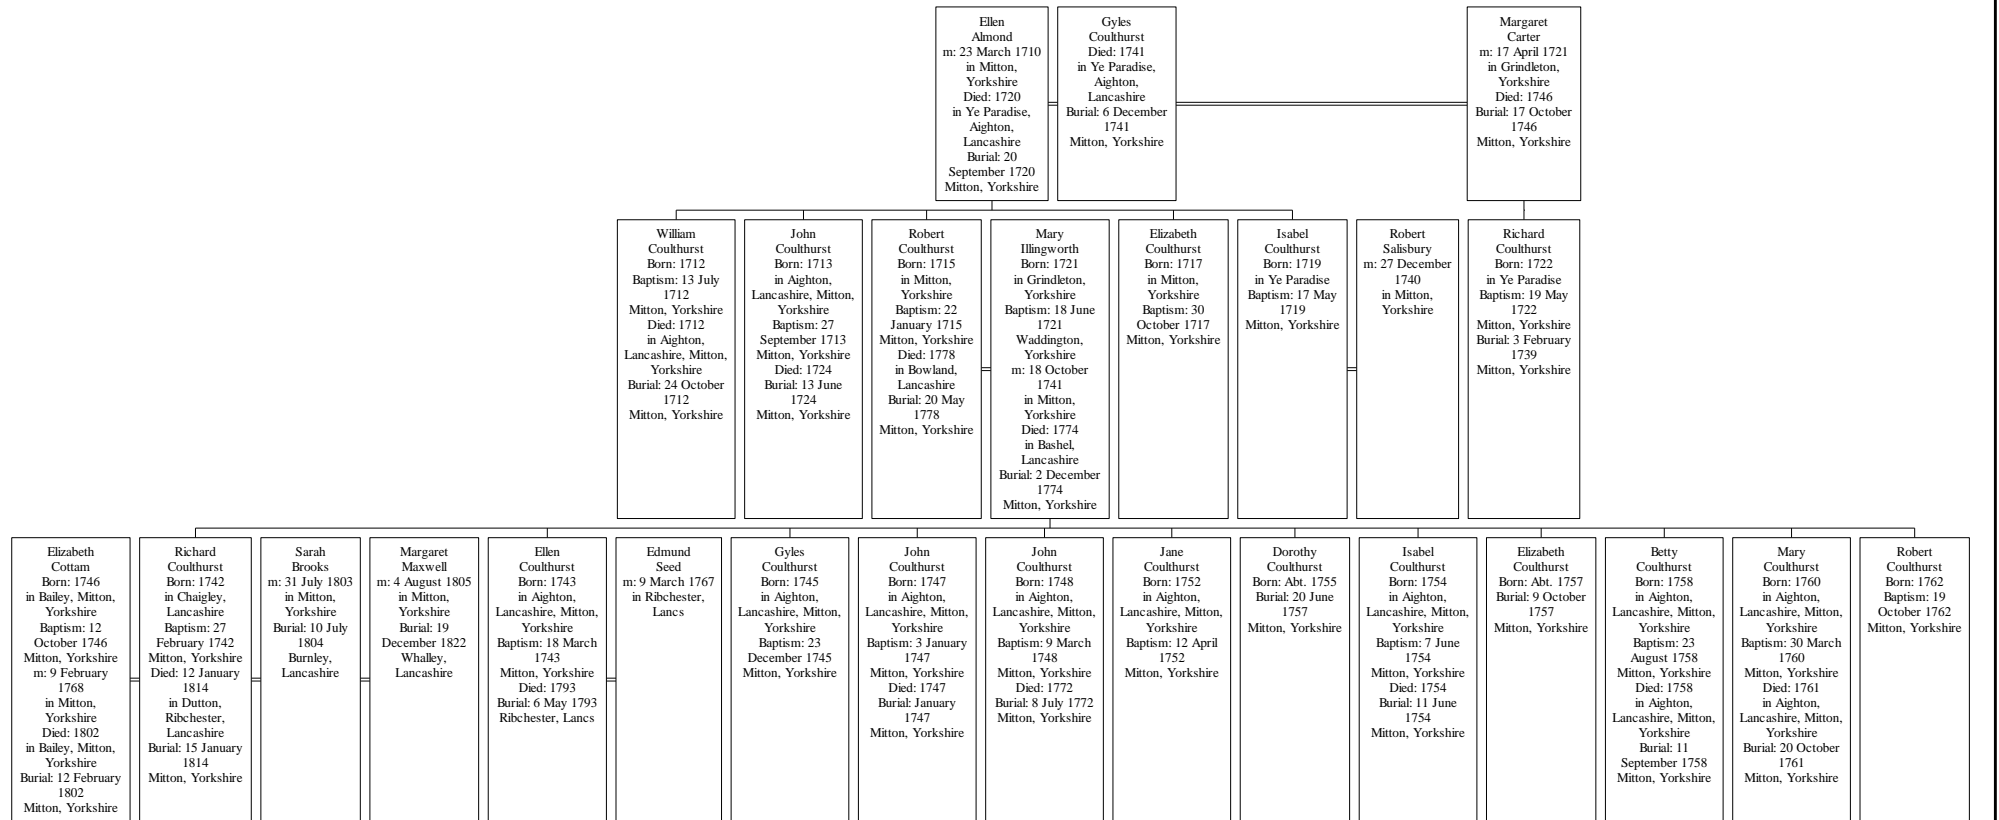 Ellen
Almond
m: 23 March 1710
in Mitton,
Yorkshire
Died: 1720
in Ye Paradise,
Aighton,
Lancashire
Burial: 20
September 1720
Mitton, Yorkshire
Gyles
Coulthurst
Died: 1741
in Ye Paradise,
Aighton,
Lancashire
Burial: 6 December
1741
Mitton, Yorkshire
Margaret
Carter
m: 17 April 1721
in Grindleton,
Yorkshire
Died: 1746
Burial: 17 October
1746
Mitton, Yorkshire
William
Coulthurst
Born: 1712
Baptism: 13 July
1712
Mitton, Yorkshire
Died: 1712
in Aighton,
Lancashire, Mitton,
Yorkshire
Burial: 24 October
1712
Mitton, Yorkshire
John
Coulthurst
Born: 1713
in Aighton,
Lancashire, Mitton,
Yorkshire
Baptism: 27
September 1713
Mitton, Yorkshire
Died: 1724
Burial: 13 June
1724
Mitton, Yorkshire
Robert
Coulthurst
Born: 1715
in Mitton,
Yorkshire
Baptism: 22
January 1715
Mitton, Yorkshire
Died: 1778
in Bowland,
Lancashire
Burial: 20 May
1778
Mitton, Yorkshire
Mary
Illingworth
Born: 1721
in Grindleton,
Yorkshire
Baptism: 18 June
1721
Waddington,
Yorkshire
m: 18 October
1741
in Mitton,
Yorkshire
Died: 1774
in Bashel,
Lancashire
Burial: 2 December
1774
Mitton, Yorkshire
Elizabeth
Coulthurst
Born: 1717
in Mitton,
Yorkshire
Baptism: 30
October 1717
Mitton, Yorkshire
Isabel
Coulthurst
Born: 1719
in Ye Paradise
Baptism: 17 May
1719
Mitton, Yorkshire
Robert
Salisbury
m: 27 December
1740
in Mitton,
Yorkshire
Richard
Coulthurst
Born: 1722
in Ye Paradise
Baptism: 19 May
1722
Mitton, Yorkshire
Burial: 3 February
1739
Mitton, Yorkshire
Elizabeth
Cottam
Born: 1746
in Bailey, Mitton,
Yorkshire
Baptism: 12
October 1746
Mitton, Yorkshire
m: 9 February
1768
in Mitton,
Yorkshire
Died: 1802
in Bailey, Mitton,
Yorkshire
Burial: 12 February
1802
Mitton, Yorkshire
Richard
Coulthurst
Born: 1742
in Chaigley,
Lancashire
Baptism: 27
February 1742
Mitton, Yorkshire
Died: 12 January
1814
in Dutton,
Ribchester,
Lancashire
Burial: 15 January
1814
Mitton, Yorkshire
Sarah
Brooks
m: 31 July 1803
in Mitton,
Yorkshire
Burial: 10 July
1804
Burnley,
Lancashire
Margaret
Maxwell
m: 4 August 1805
in Mitton,
Yorkshire
Burial: 19
December 1822
Whalley,
Lancashire
Ellen
Coulthurst
Born: 1743
in Aighton,
Lancashire, Mitton,
Yorkshire
Baptism: 18 March
1743
Mitton, Yorkshire
Died: 1793
Burial: 6 May 1793
Ribchester, Lancs
Edmund
Seed
m: 9 March 1767
in Ribchester,
Lancs
Gyles
Coulthurst
Born: 1745
in Aighton,
Lancashire, Mitton,
Yorkshire
Baptism: 23
December 1745
Mitton, Yorkshire
John
Coulthurst
Born: 1747
in Aighton,
Lancashire, Mitton,
Yorkshire
Baptism: 3 January
1747
Mitton, Yorkshire
Died: 1747
Burial: January
1747
Mitton, Yorkshire
John
Coulthurst
Born: 1748
in Aighton,
Lancashire, Mitton,
Yorkshire
Baptism: 9 March
1748
Mitton, Yorkshire
Died: 1772
Burial: 8 July 1772
Mitton, Yorkshire
Jane
Coulthurst
Born: 1752
in Aighton,
Lancashire, Mitton,
Yorkshire
Baptism: 12 April
1752
Mitton, Yorkshire
Dorothy
Coulthurst
Born: Abt. 1755
Burial: 20 June
1757
Mitton, Yorkshire
Isabel
Coulthurst
Born: 1754
in Aighton,
Lancashire, Mitton,
Yorkshire
Baptism: 7 June
1754
Mitton, Yorkshire
Died: 1754
Burial: 11 June
1754
Mitton, Yorkshire
Elizabeth
Coulthurst
Born: Abt. 1757
Burial: 9 October
1757
Mitton, Yorkshire
Betty
Coulthurst
Born: 1758
in Aighton,
Lancashire, Mitton,
Yorkshire
Baptism: 23
August 1758
Mitton, Yorkshire
Died: 1758
in Aighton,
Lancashire, Mitton,
Yorkshire
Burial: 11
September 1758
Mitton, Yorkshire
Mary
Coulthurst
Born: 1760
in Aighton,
Lancashire, Mitton,
Yorkshire
Baptism: 30 March
1760
Mitton, Yorkshire
Died: 1761
in Aighton,
Lancashire, Mitton,
Yorkshire
Burial: 20 October
1761
Mitton, Yorkshire
Robert
Coulthurst
Born: 1762
Baptism: 19
October 1762
Mitton, Yorkshire